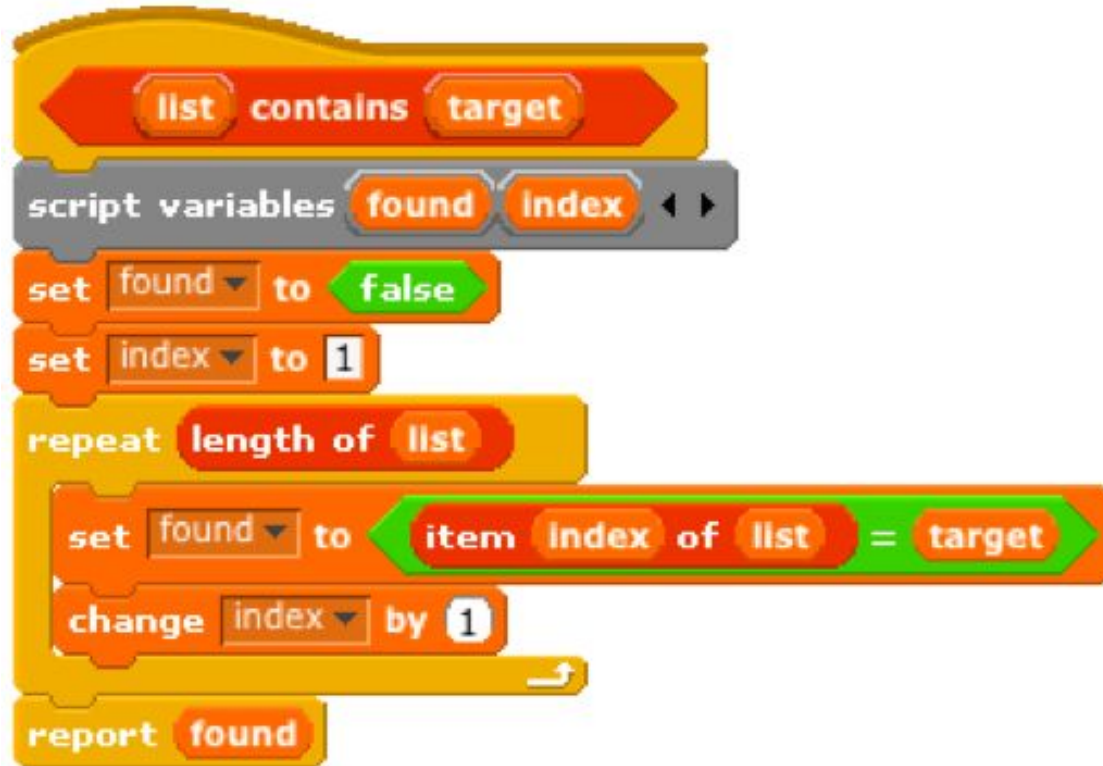 list contains target
script variables found index
set found to false
set index to 1
repeat length of list
set found to item index of list = target
change index by 1
report found